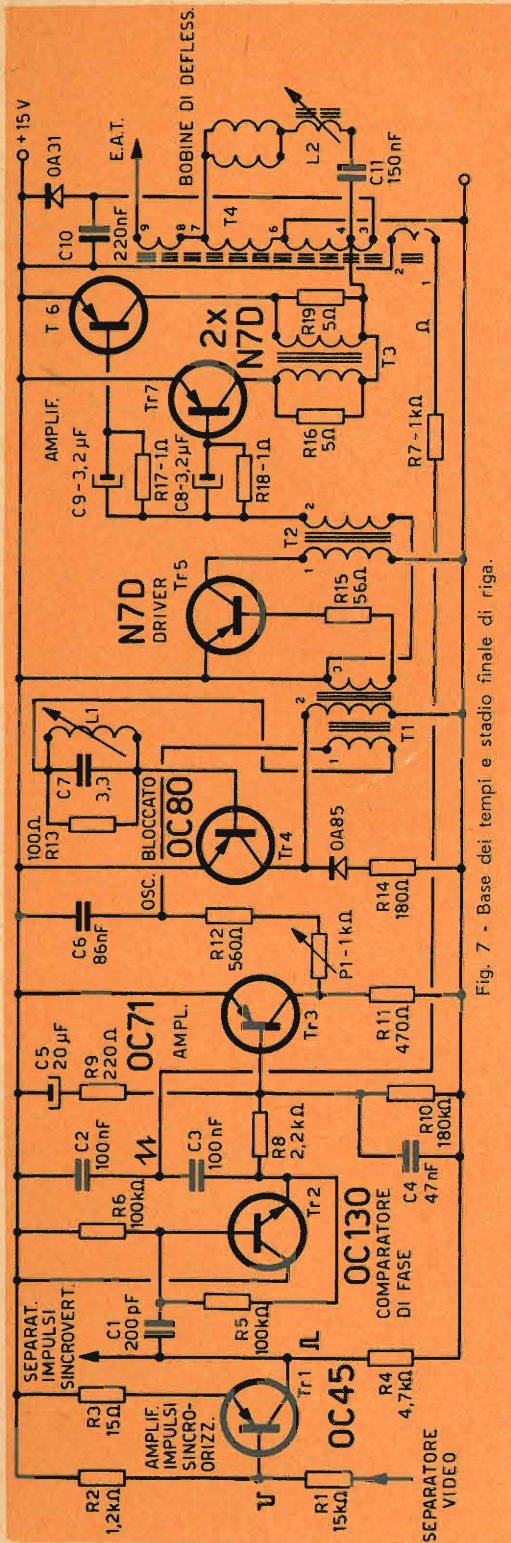 SEPARATORE
VIDEO
R1
15kΩ
R2
1,2kΩ
R3
15Ω
SEPARAT.
IMPULSI
SINCROVERT.
AMPLIF.
IMPULSI
SINCRO-
ORIZZ.
Tr1
OC45
R4
4,7kΩ
C1
200pF
R5
100kΩ
R6
100kΩ
C2
100nF
C3
100nF
Tr2
OC130
COMPARATORE
DI FASE
R8
2,2kΩ
C5
20µF
R9
220Ω
C4
47nF
R10
180kΩ
OC71
AMPL.
Tr3
R11
470Ω
P1-1kΩ
R12
560Ω
C6
86nF
OSC. BLOCCATO
OC80
Tr4
OA85
R14
180Ω
100Ω
R13
C7
3,3
L1
1
2
3
T1
R15
56Ω
N7D
DRIVER
Tr5
1
2
T2
AMPLIF.
C9-3,2µF
R17-1Ω
C8-3,2µF
R18-1Ω
T6
Tr7
2x
N7D
R16
5Ω
R19
5Ω
T3
R7-1kΩ
C10
220nF
OA31
+15V
E.A.T.
9
8
7
T4
6
4
3
2
1
BOBINE DI DEFLESS.
L2
C11
150nF
Fig. 7 - Base dei tempi e stadio finale di riga.